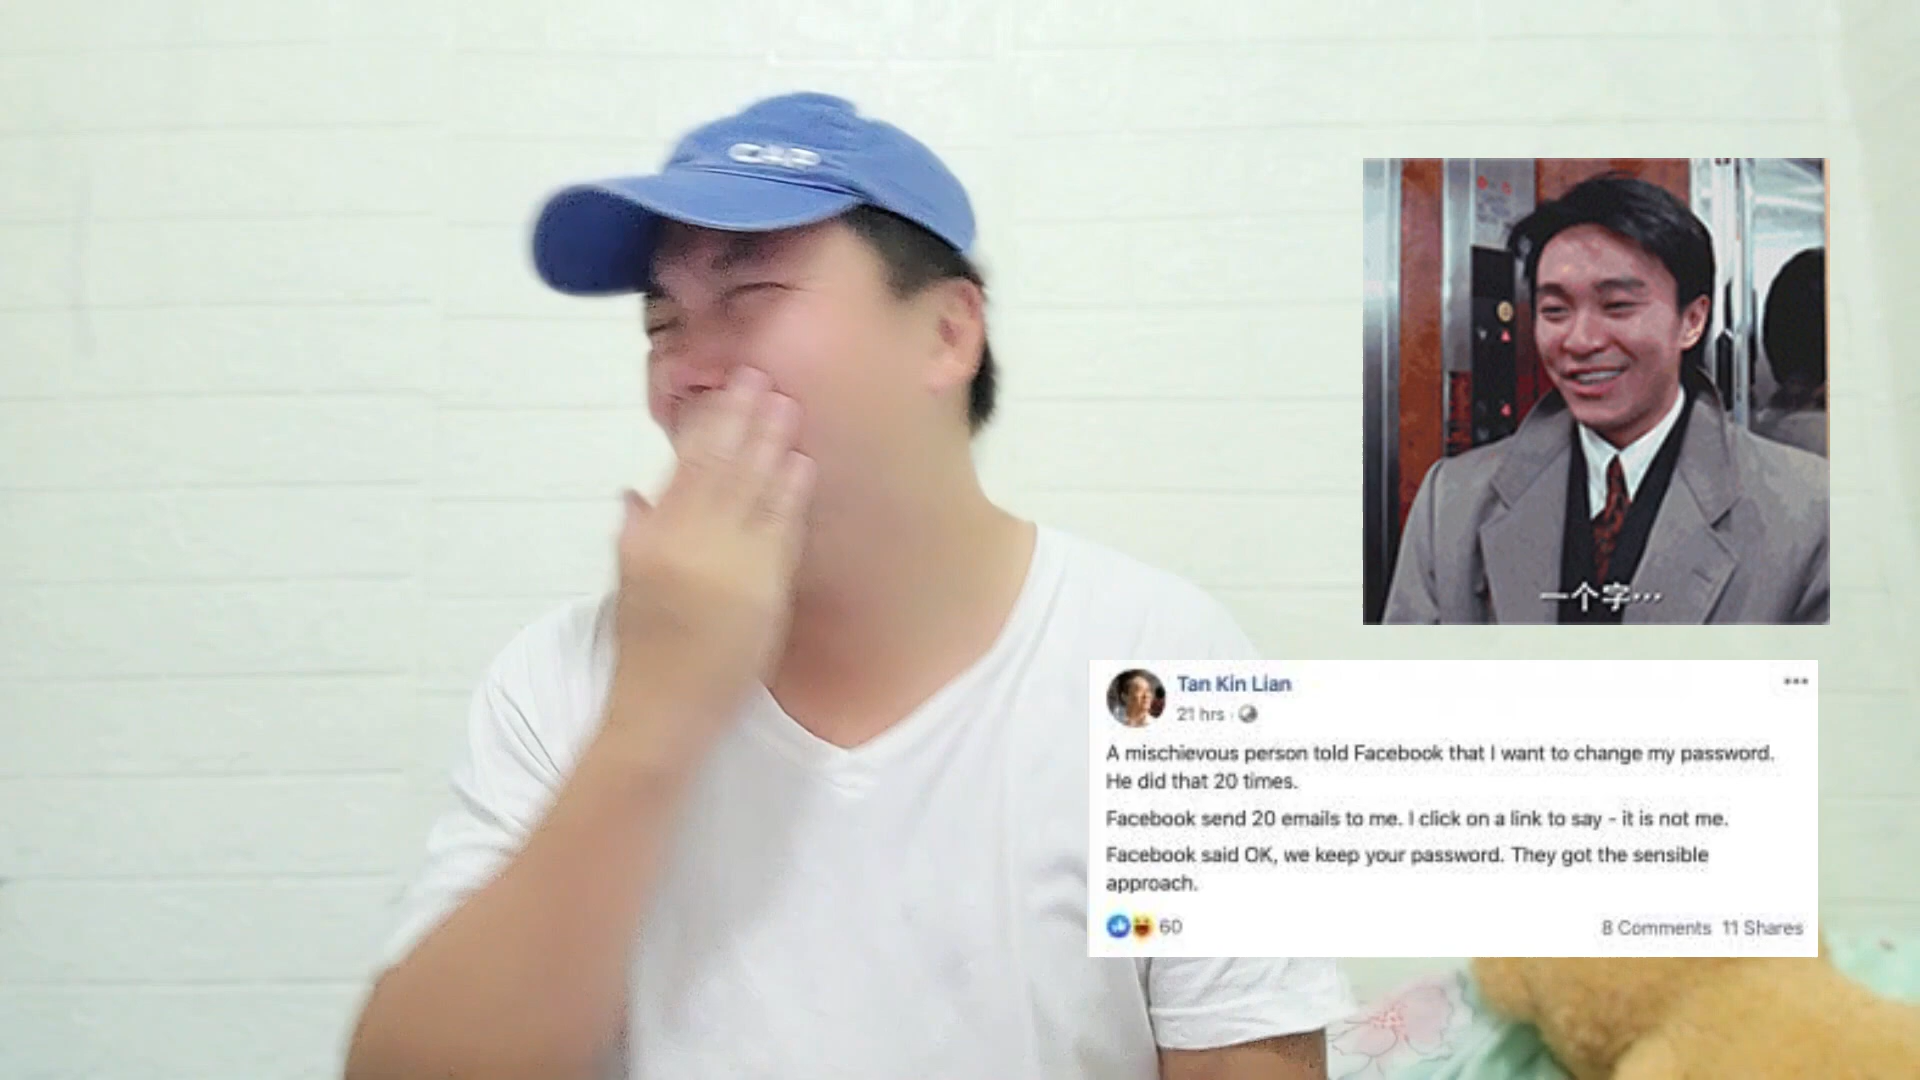 一个字…
Tan Kin Lian
21 hrs ·
A mischievous person told Facebook that I want to change my password.
He did that 20 times.
Facebook send 20 emails to me. I click on a link to say - it is not me.
Facebook said OK, we keep your password. They got the sensible
approach.
60
8 Comments 11 Shares